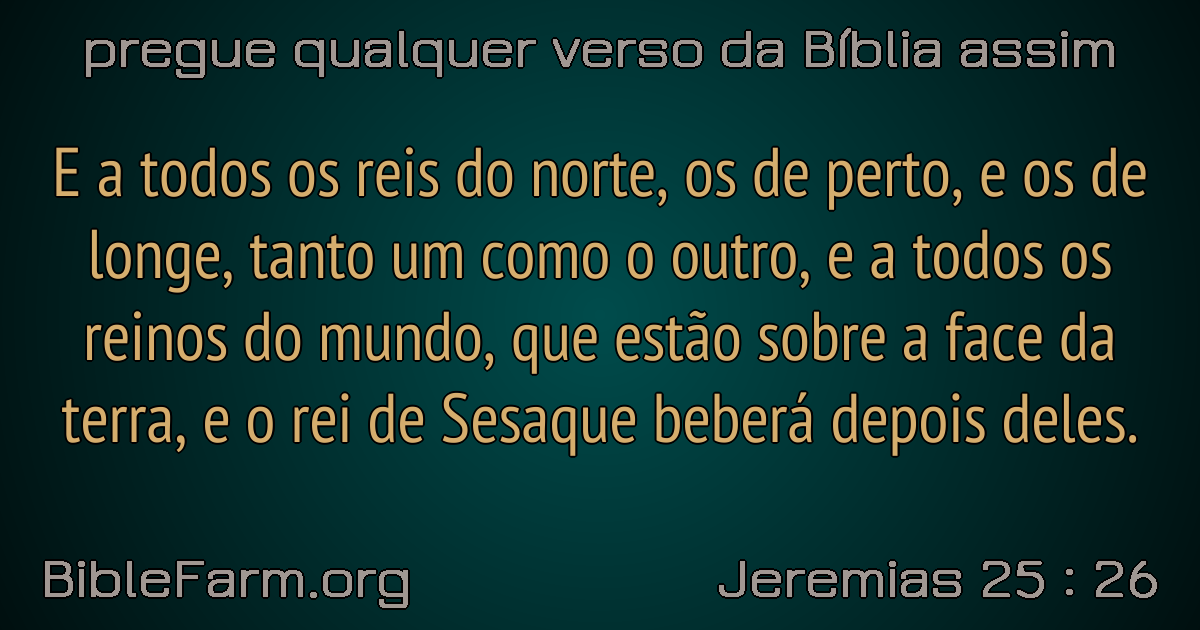 pregue qualquer verso da Bíblia assim
E a todos os reis do norte, os de perto, e os de
longe, tanto um como o outro, e a todos os
reinos do mundo, que estão sobre a face da
terra, e o rei de Sesaque beberá depois deles.
BibleFarm.org
Jeremias 25 : 26